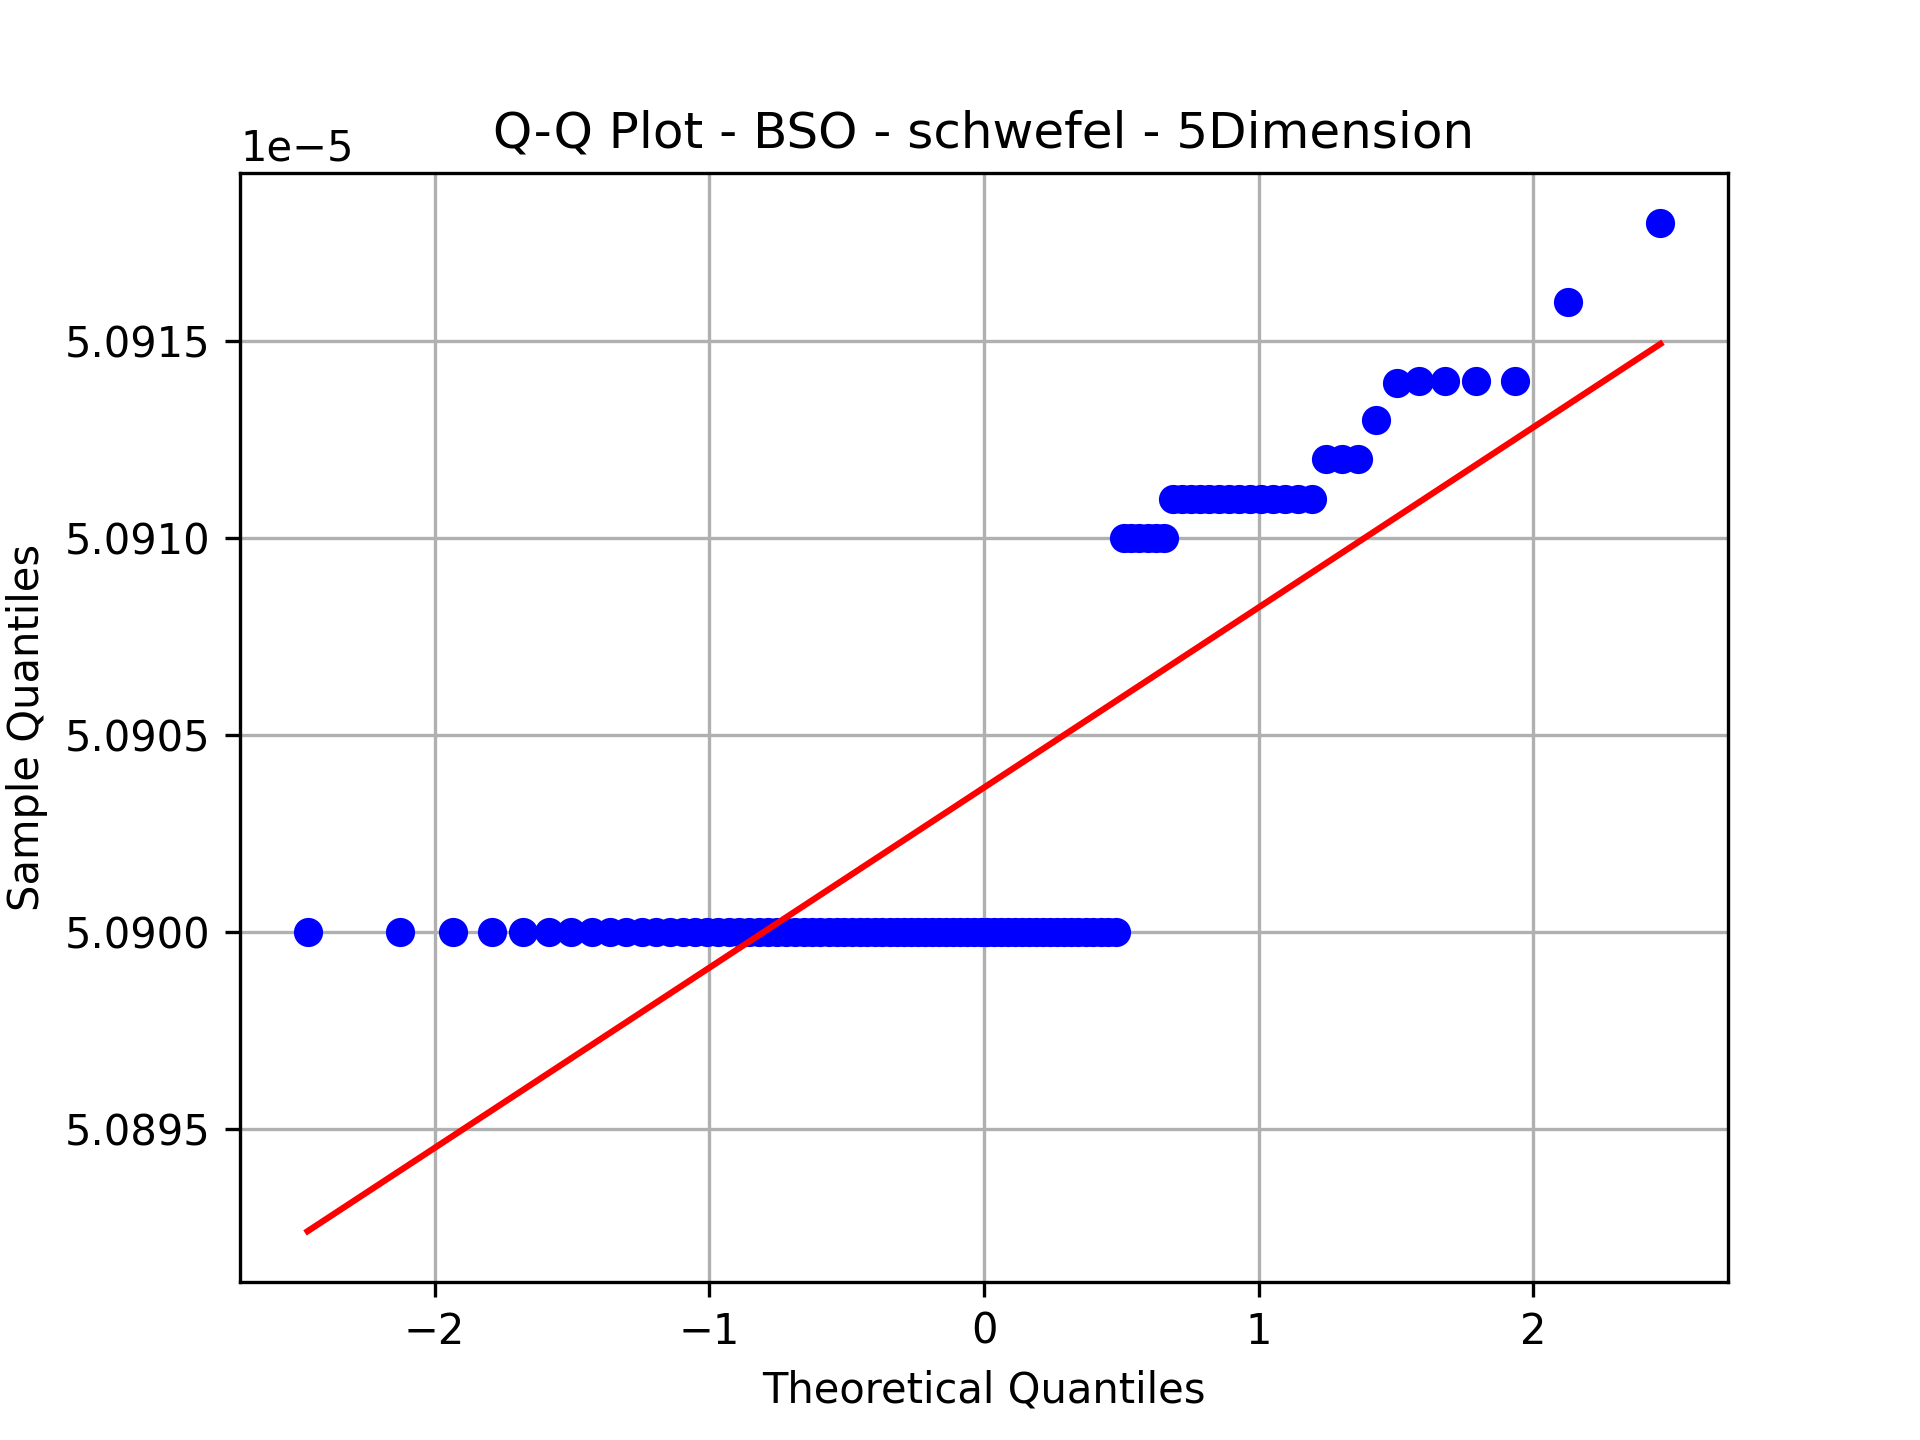 Q-Q Plot - BSO - schwefel - 5Dimension
1e−5
5.0915
5.0910
5.0905
5.0900
5.0895
Sample Quantiles
−2 −1 0 1 2
Theoretical Quantiles